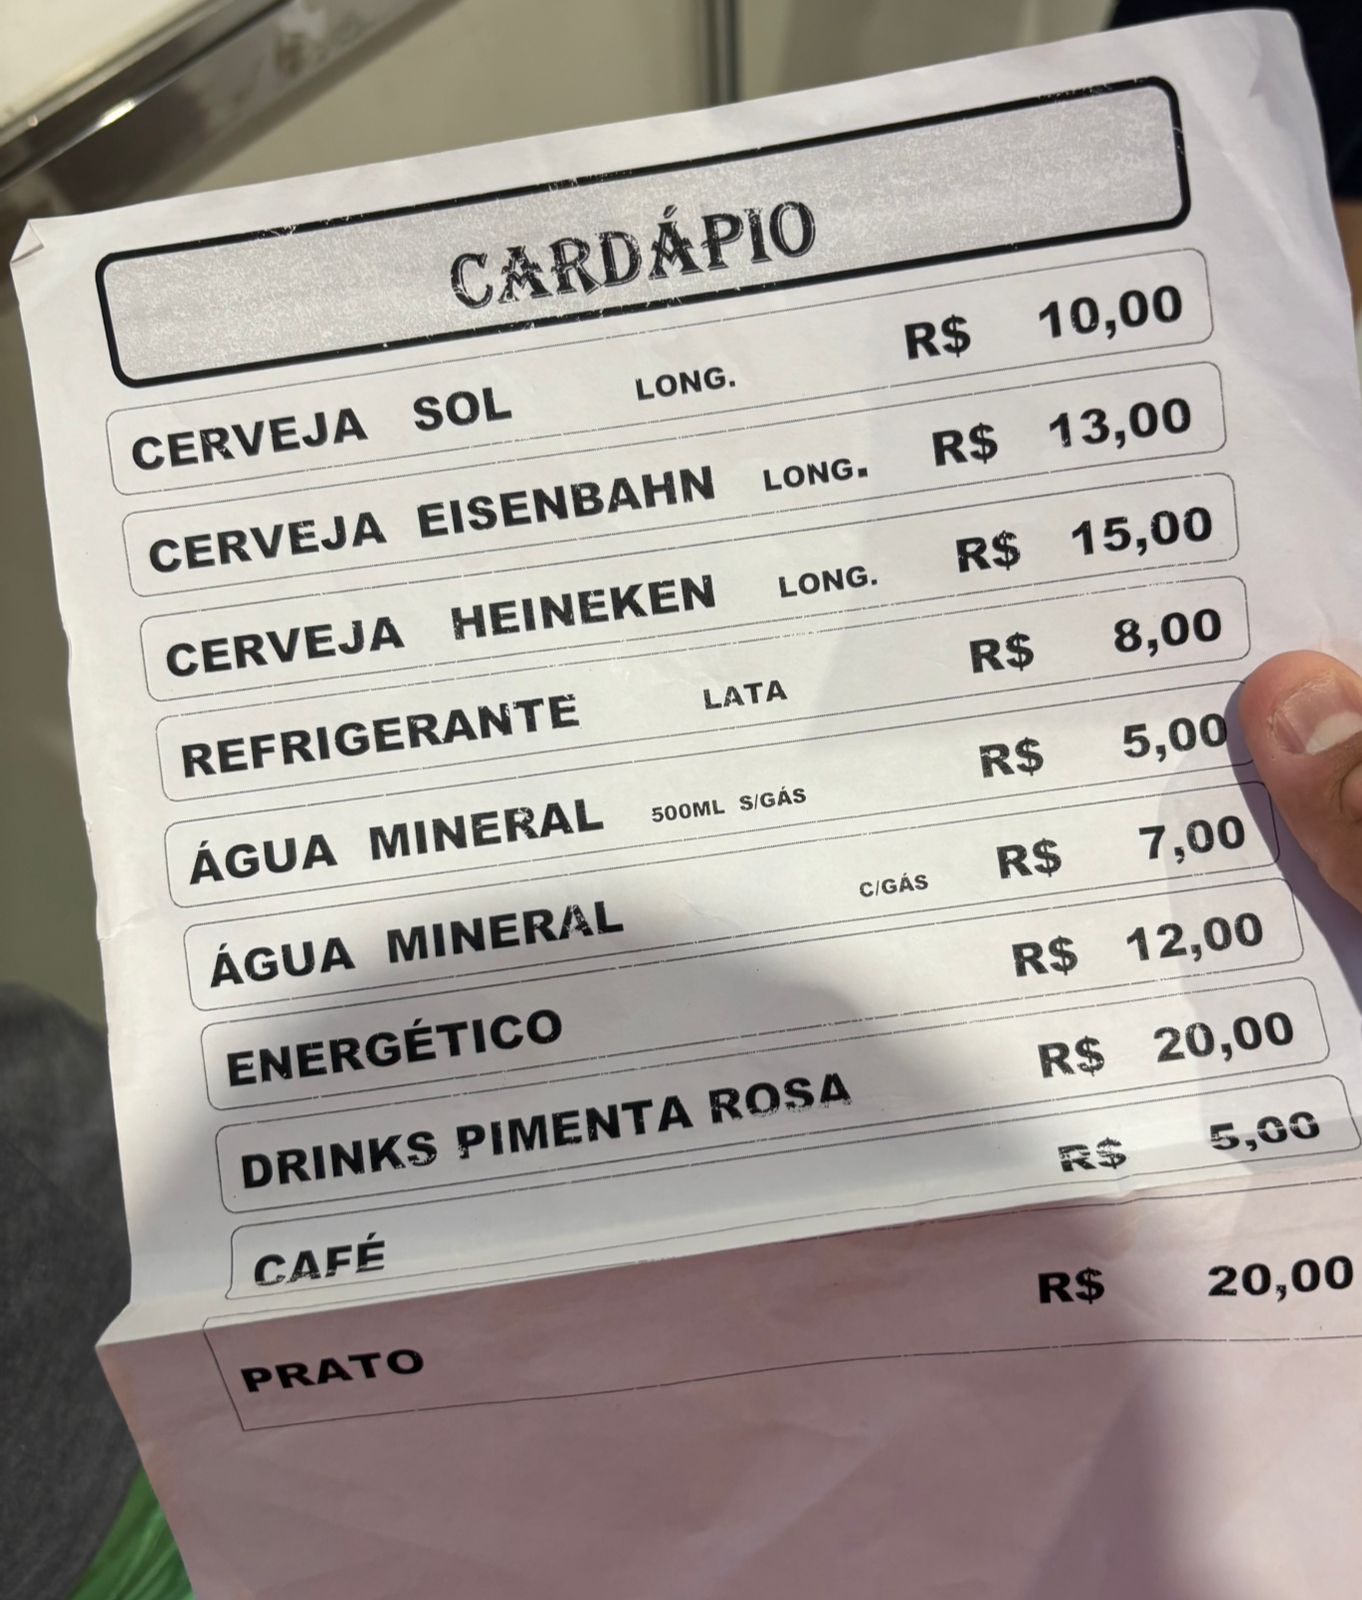 CARDÁPIO
CERVEJA SOL LONG. R$ 10,00
CERVEJA EISENBAHN LONG. R$ 13,00
CERVEJA HEINEKEN LONG. R$ 15,00
REFRIGERANTE LATA R$ 8,00
ÁGUA MINERAL 500ML S/GÁS R$ 5,00
ÁGUA MINERAL C/GÁS R$ 7,00
ENERGÉTICO R$ 12,00
DRINKS PIMENTA ROSA R$ 20,00
CAFÉ R$ 5,00
PRATO R$ 20,00